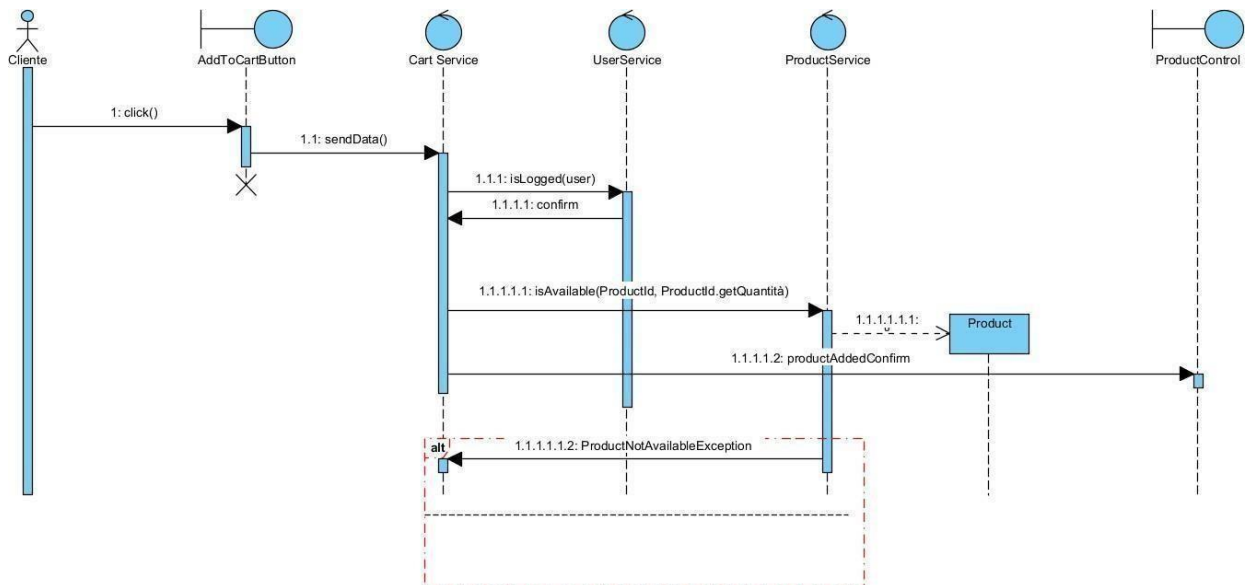 Cliente
AddToCartButton
Cart Service
UserService
ProductService
ProductControl
1: click()
1.1: sendData()
1.1.1: isLogged(user)
1.1.1.1: confirm
1.1.1.1.1: isAvailable(ProductId, ProductId.getQuantità)
1.1.1.1.1.1:
Product
1.1.1.1.2: productAddedConfirm
alt
1.1.1.1.1.2: ProductNotAvailableException